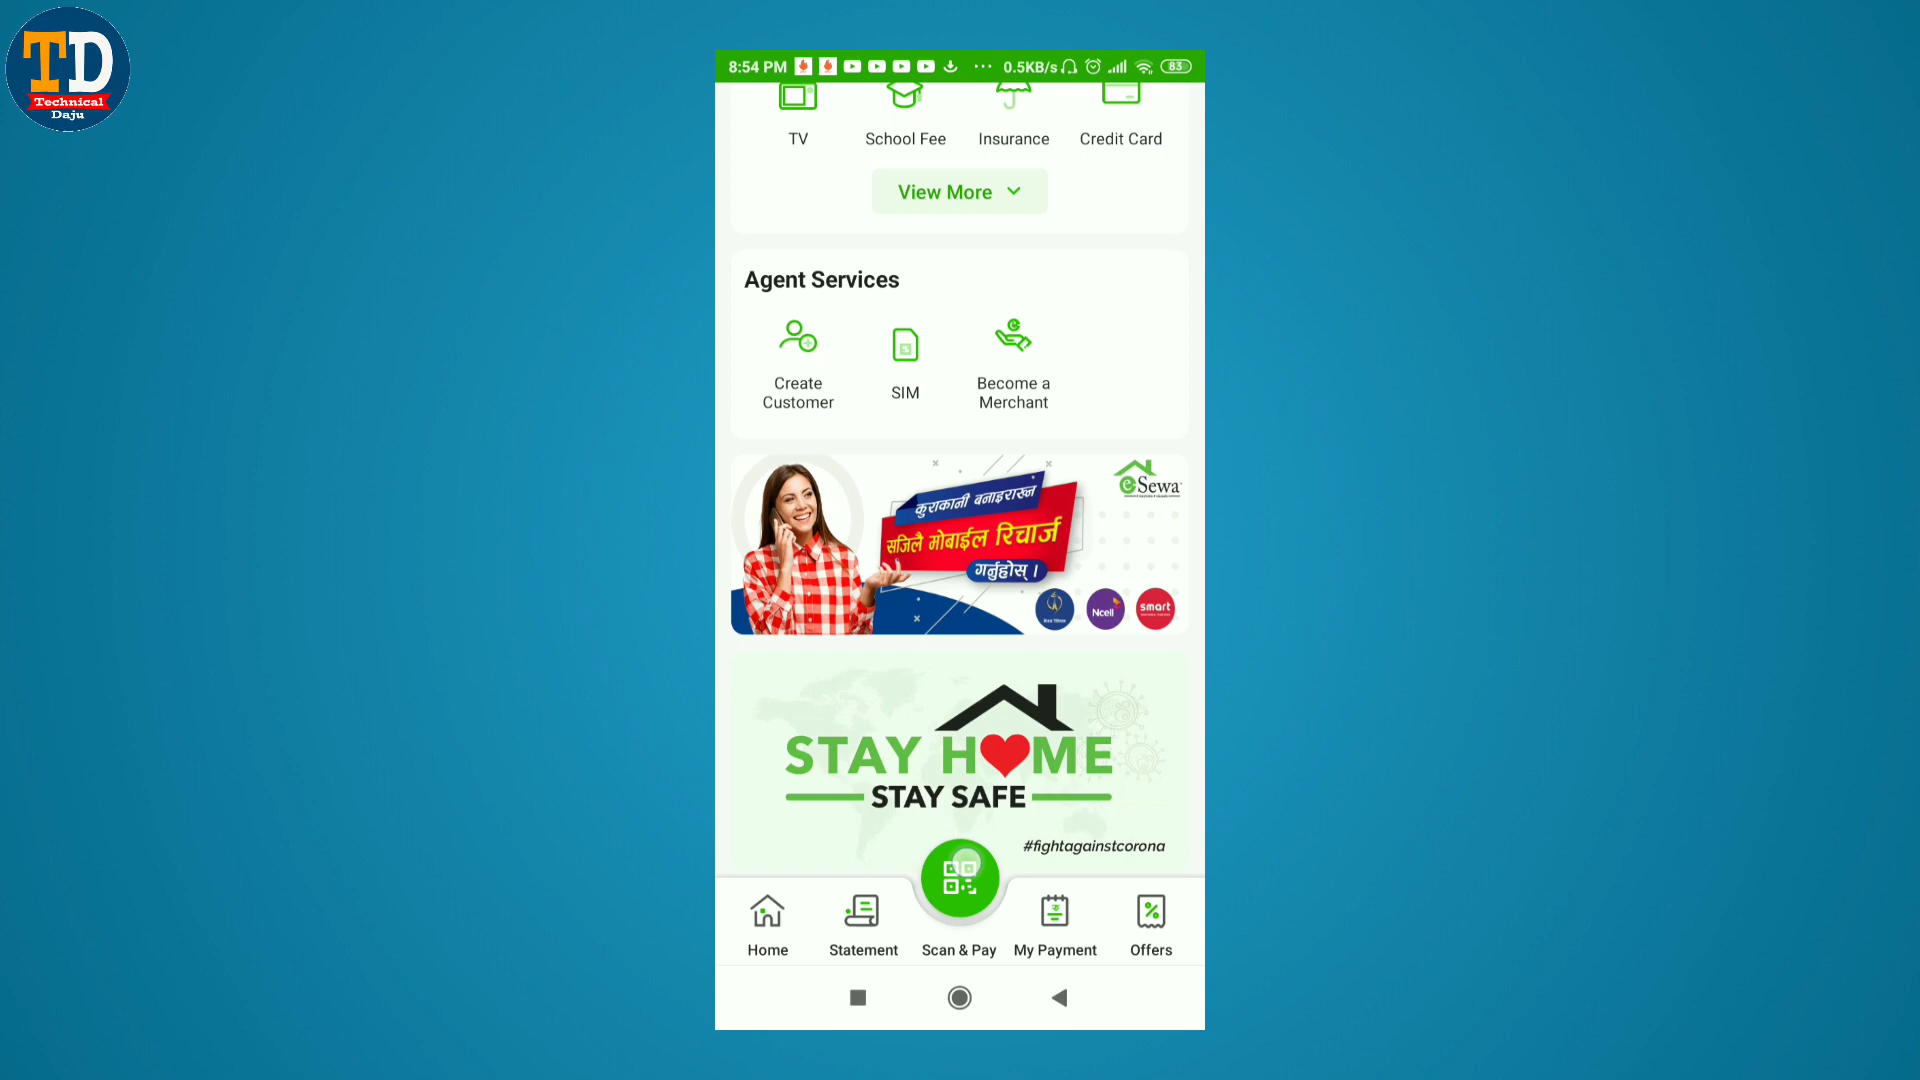 TD
Technical
Daju
8:54 PM
0.5KB/s
83
TV
School Fee
Insurance
Credit Card
View More
Agent Services
Create
Customer
SIM
Become a
Merchant
कुराकानी बनाइराख्न
सजिलै मोबाईल रिचार्ज
गर्नुहोस् ।
eSewa
Ncell
smart
STAY HOME
STAY SAFE
#fightagainstcorona
Home
Statement
Scan & Pay
My Payment
Offers